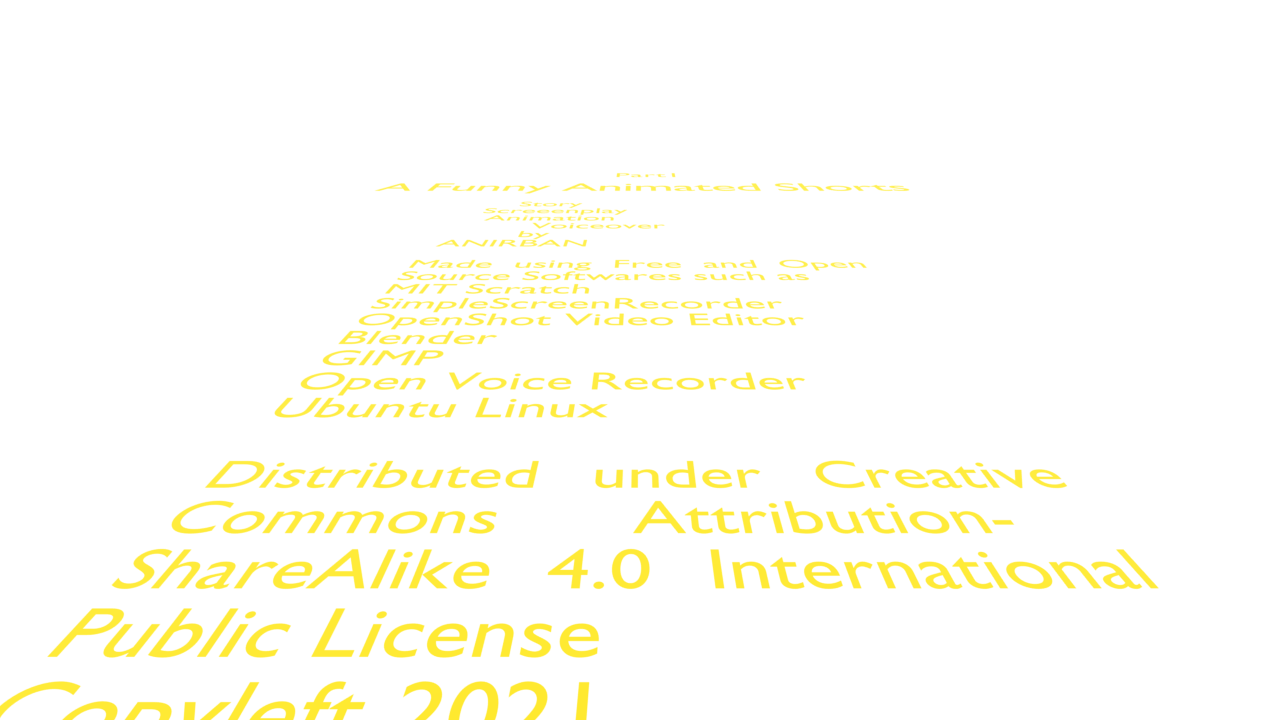 Part I
A Funny Animated Shorts
Story
Screeenplay
Animation
Voiceover
by
ANIRBAN
Made using Free and Open
Source Softwares such as
MIT Scratch
SimpleScreenRecorder
OpenShot Video Editor
Blender
GIMP
Open Voice Recorder
Ubuntu Linux
Distributed under Creative
Commons Attribution-
ShareAlike 4.0 International
Public License
Copyleft 2021